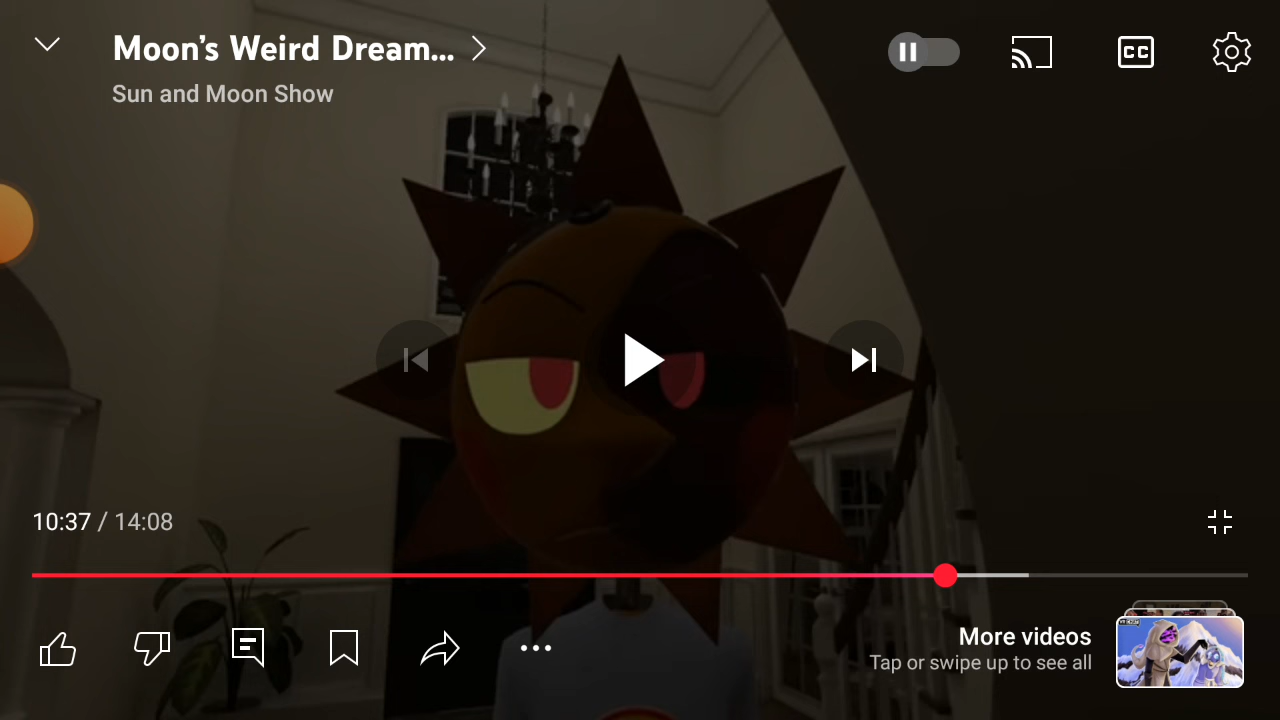 Moon's Weird Dream...
Sun and Moon Show
CC
10:37 / 14:08
More videos
Tap or swipe up to see all